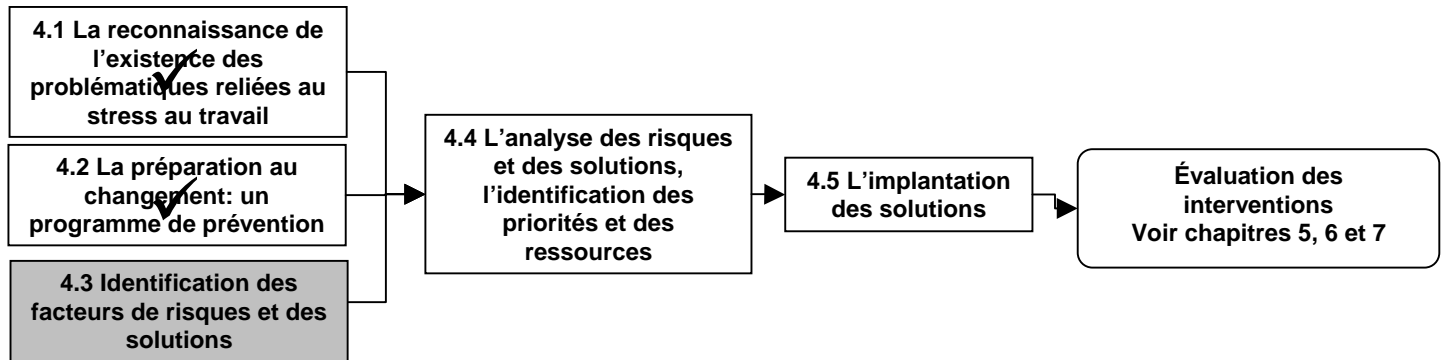 4.1 La reconnaissance de
l’existence des
problématiques reliées au
stress au travail
4.2 La préparation au
changement: un
programme de prévention
4.3 Identification des
facteurs de risques et des
solutions
4.4 L’analyse des risques
et des solutions,
l’identification des
priorités et des
ressources
4.5 L’implantation
des solutions
Évaluation des
interventions
Voir chapitres 5, 6 et 7